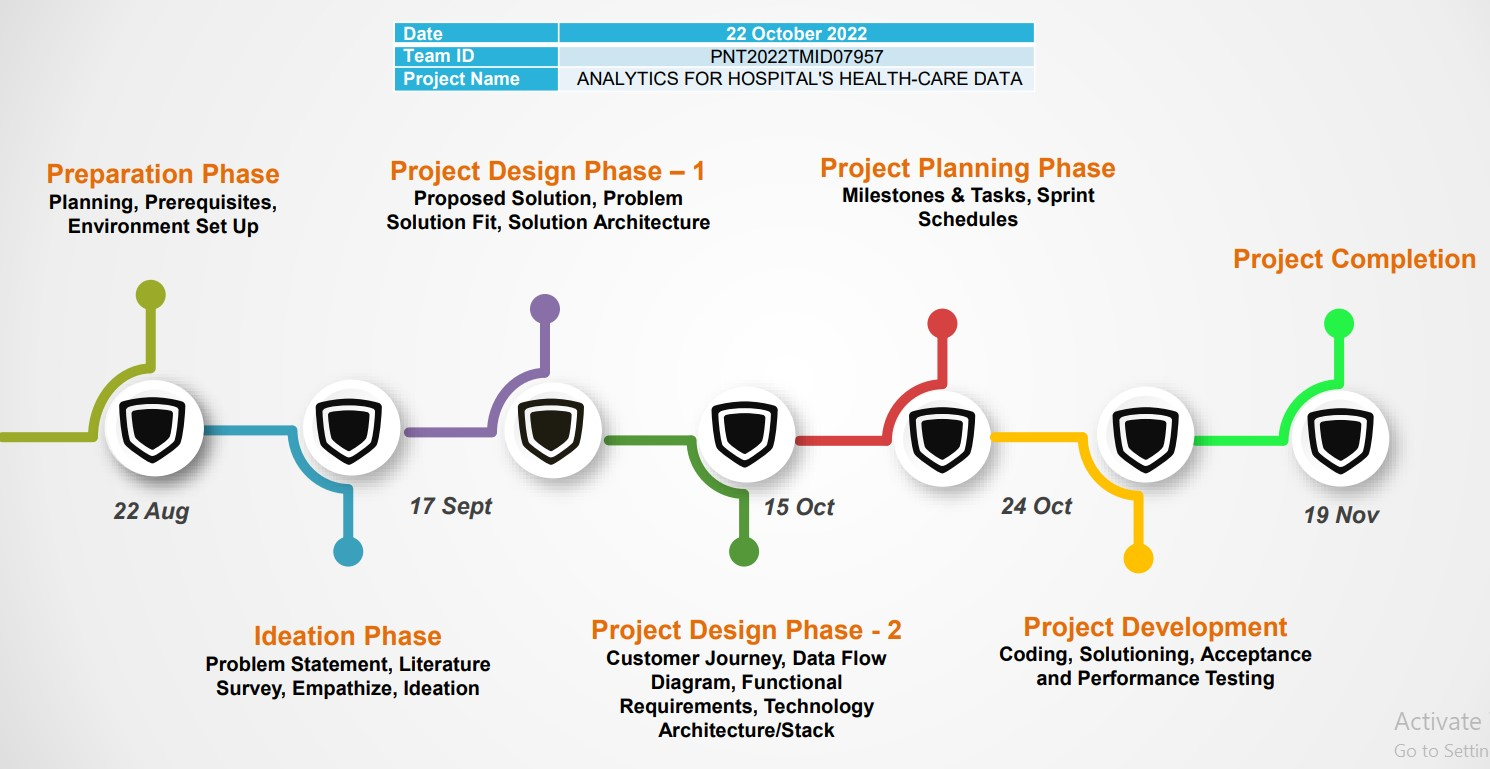 Date 22 October 2022
Team ID PNT2022TMID07957
Project Name ANALYTICS FOR HOSPITAL'S HEALTH-CARE DATA
Preparation Phase
Planning, Prerequisites,
Environment Set Up
Project Design Phase – 1
Proposed Solution, Problem
Solution Fit, Solution Architecture
Project Planning Phase
Milestones & Tasks, Sprint
Schedules
Project Completion
22 Aug
17 Sept
15 Oct
24 Oct
19 Nov
Ideation Phase
Problem Statement, Literature
Survey, Empathize, Ideation
Project Design Phase - 2
Customer Journey, Data Flow
Diagram, Functional
Requirements, Technology
Architecture/Stack
Project Development
Coding, Solutioning, Acceptance
and Performance Testing
Activate
Go to Settin